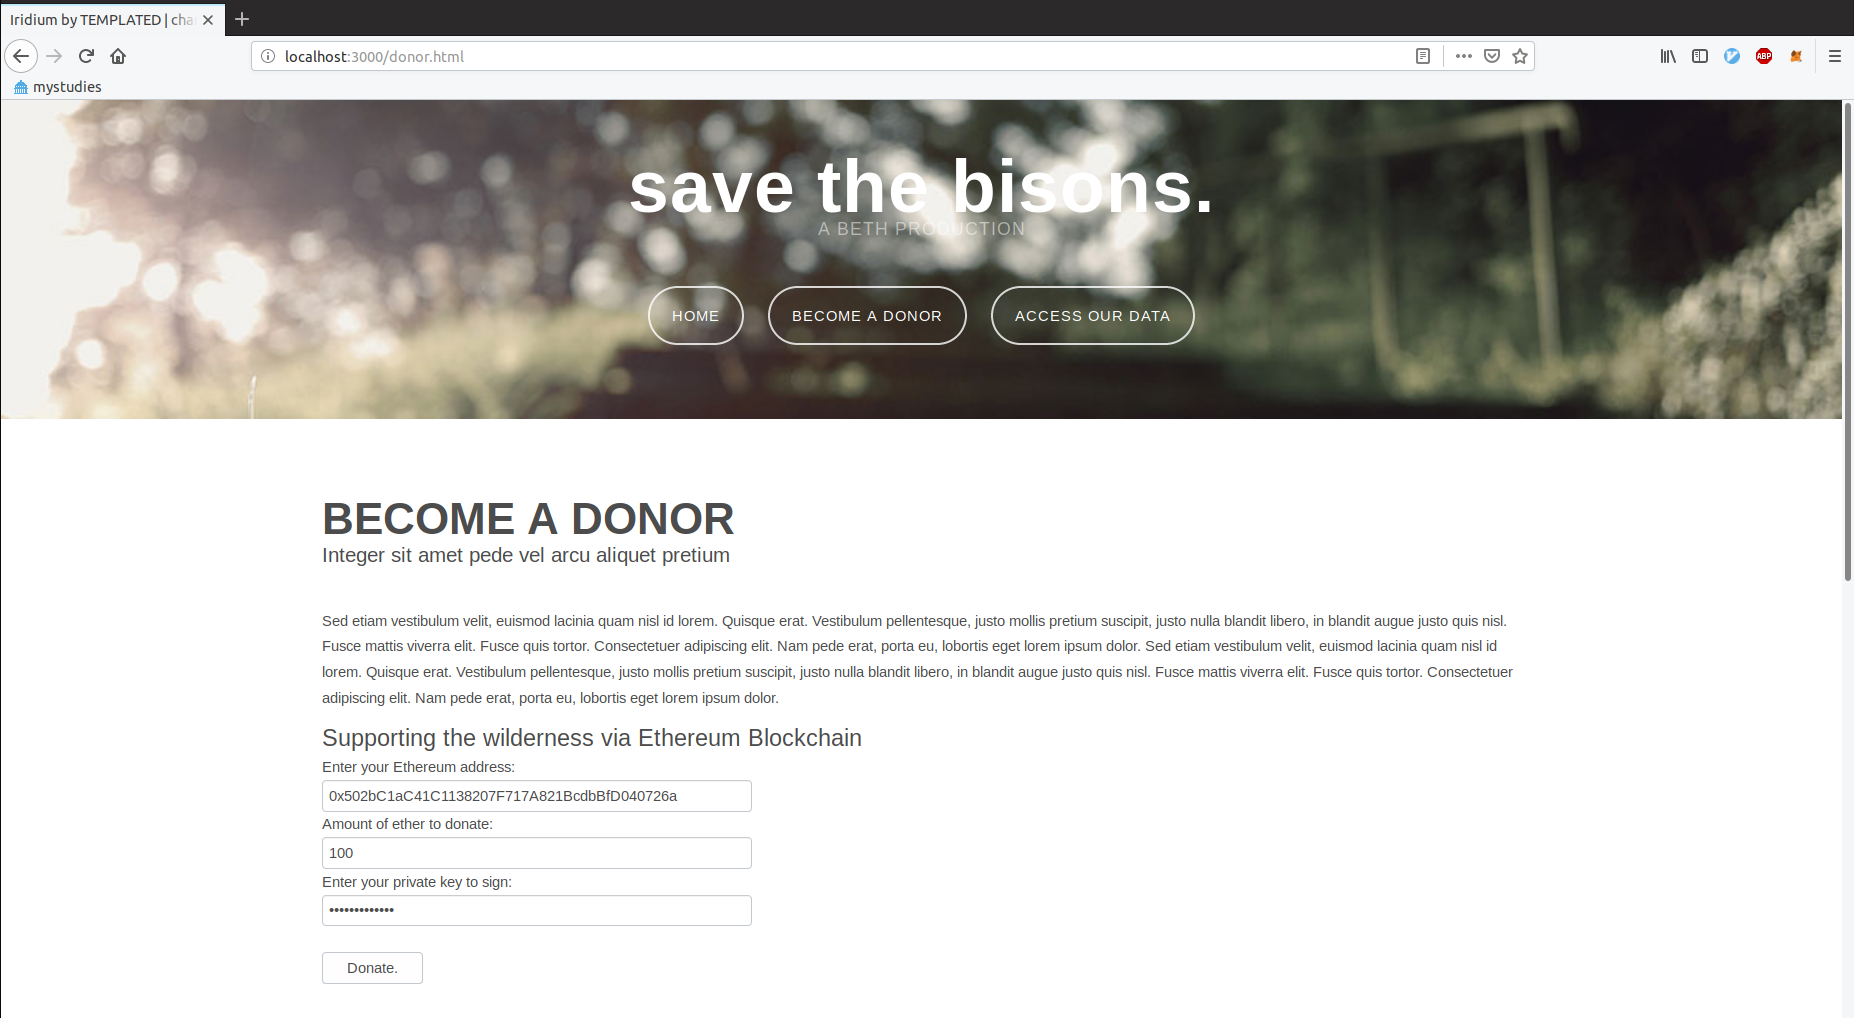 Iridium by TEMPLATED | cha
localhost:3000/donor.html
ABP
mystudies
save the bisons.
A BETH PRODUCTION
HOME
BECOME A DONOR
ACCESS OUR DATA
BECOME A DONOR
Integer sit amet pede vel arcu aliquet pretium
Sed etiam vestibulum velit, euismod lacinia quam nisl id lorem. Quisque erat. Vestibulum pellentesque, justo mollis pretium suscipit, justo nulla blandit libero, in blandit augue justo quis nisl.
Fusce mattis viverra elit. Fusce quis tortor. Consectetuer adipiscing elit. Nam pede erat, porta eu, lobortis eget lorem ipsum dolor. Sed etiam vestibulum velit, euismod lacinia quam nisl id
lorem. Quisque erat. Vestibulum pellentesque, justo mollis pretium suscipit, justo nulla blandit libero, in blandit augue justo quis nisl. Fusce mattis viverra elit. Fusce quis tortor. Consectetuer
adipiscing elit. Nam pede erat, porta eu, lobortis eget lorem ipsum dolor.
Supporting the wilderness via Ethereum Blockchain
Enter your Ethereum address:
0x502bC1aC41C1138207F717A821BcdbBfD040726a
Amount of ether to donate:
100
Enter your private key to sign:
•••••••••••••
Donate.